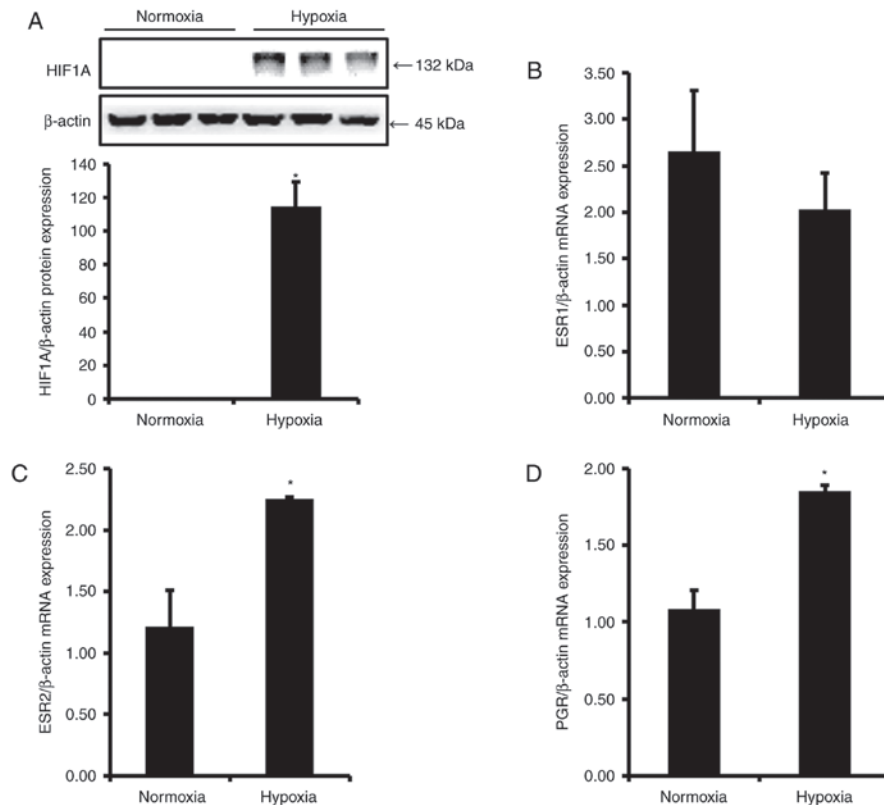 A
Normoxia Hypoxia
HIF1A
←132 kDa
β-actin
← 45 kDa
HIF1A/β-actin protein expression
140
120
100
80
60
40
20
0
*
Normoxia Hypoxia
B
ESR1/β-actin mRNA expression
3.50
3.00
2.50
2.00
1.50
1.00
0.50
0.00
Normoxia Hypoxia
C
ESR2/β-actin mRNA expression
2.50
2.00
1.50
1.00
0.50
0.00
*
Normoxia Hypoxia
D
PGR/β-actin mRNA expression
2.00
1.50
1.00
0.50
0.00
*
Normoxia Hypoxia